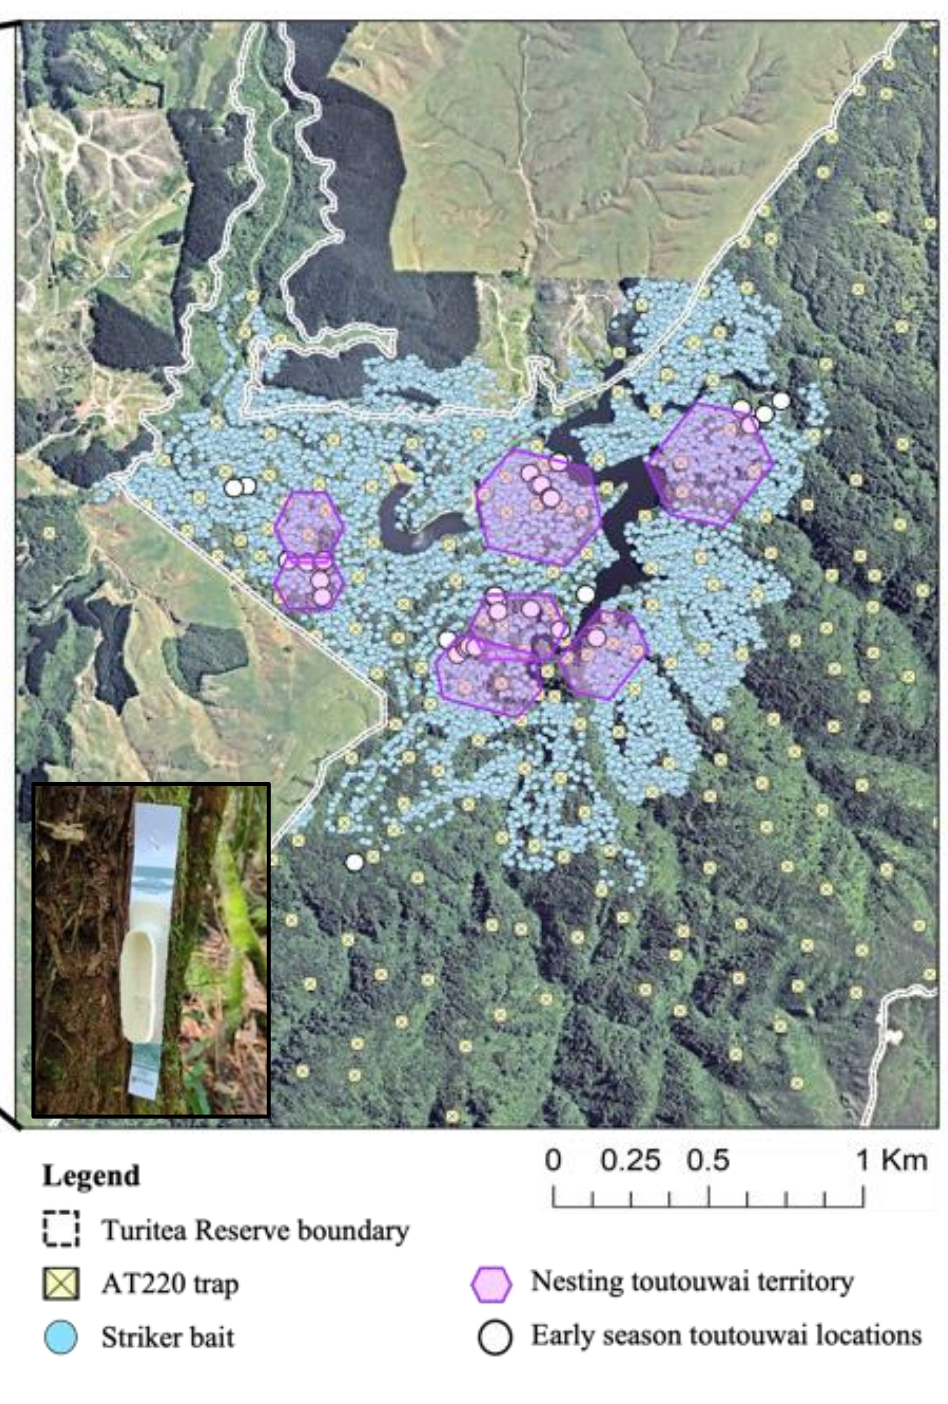 0 0.25 0.5 1 Km
Legend
Turitea Reserve boundary
AT220 trap
Striker bait
Nesting toutouwai territory
Early season toutouwai locations